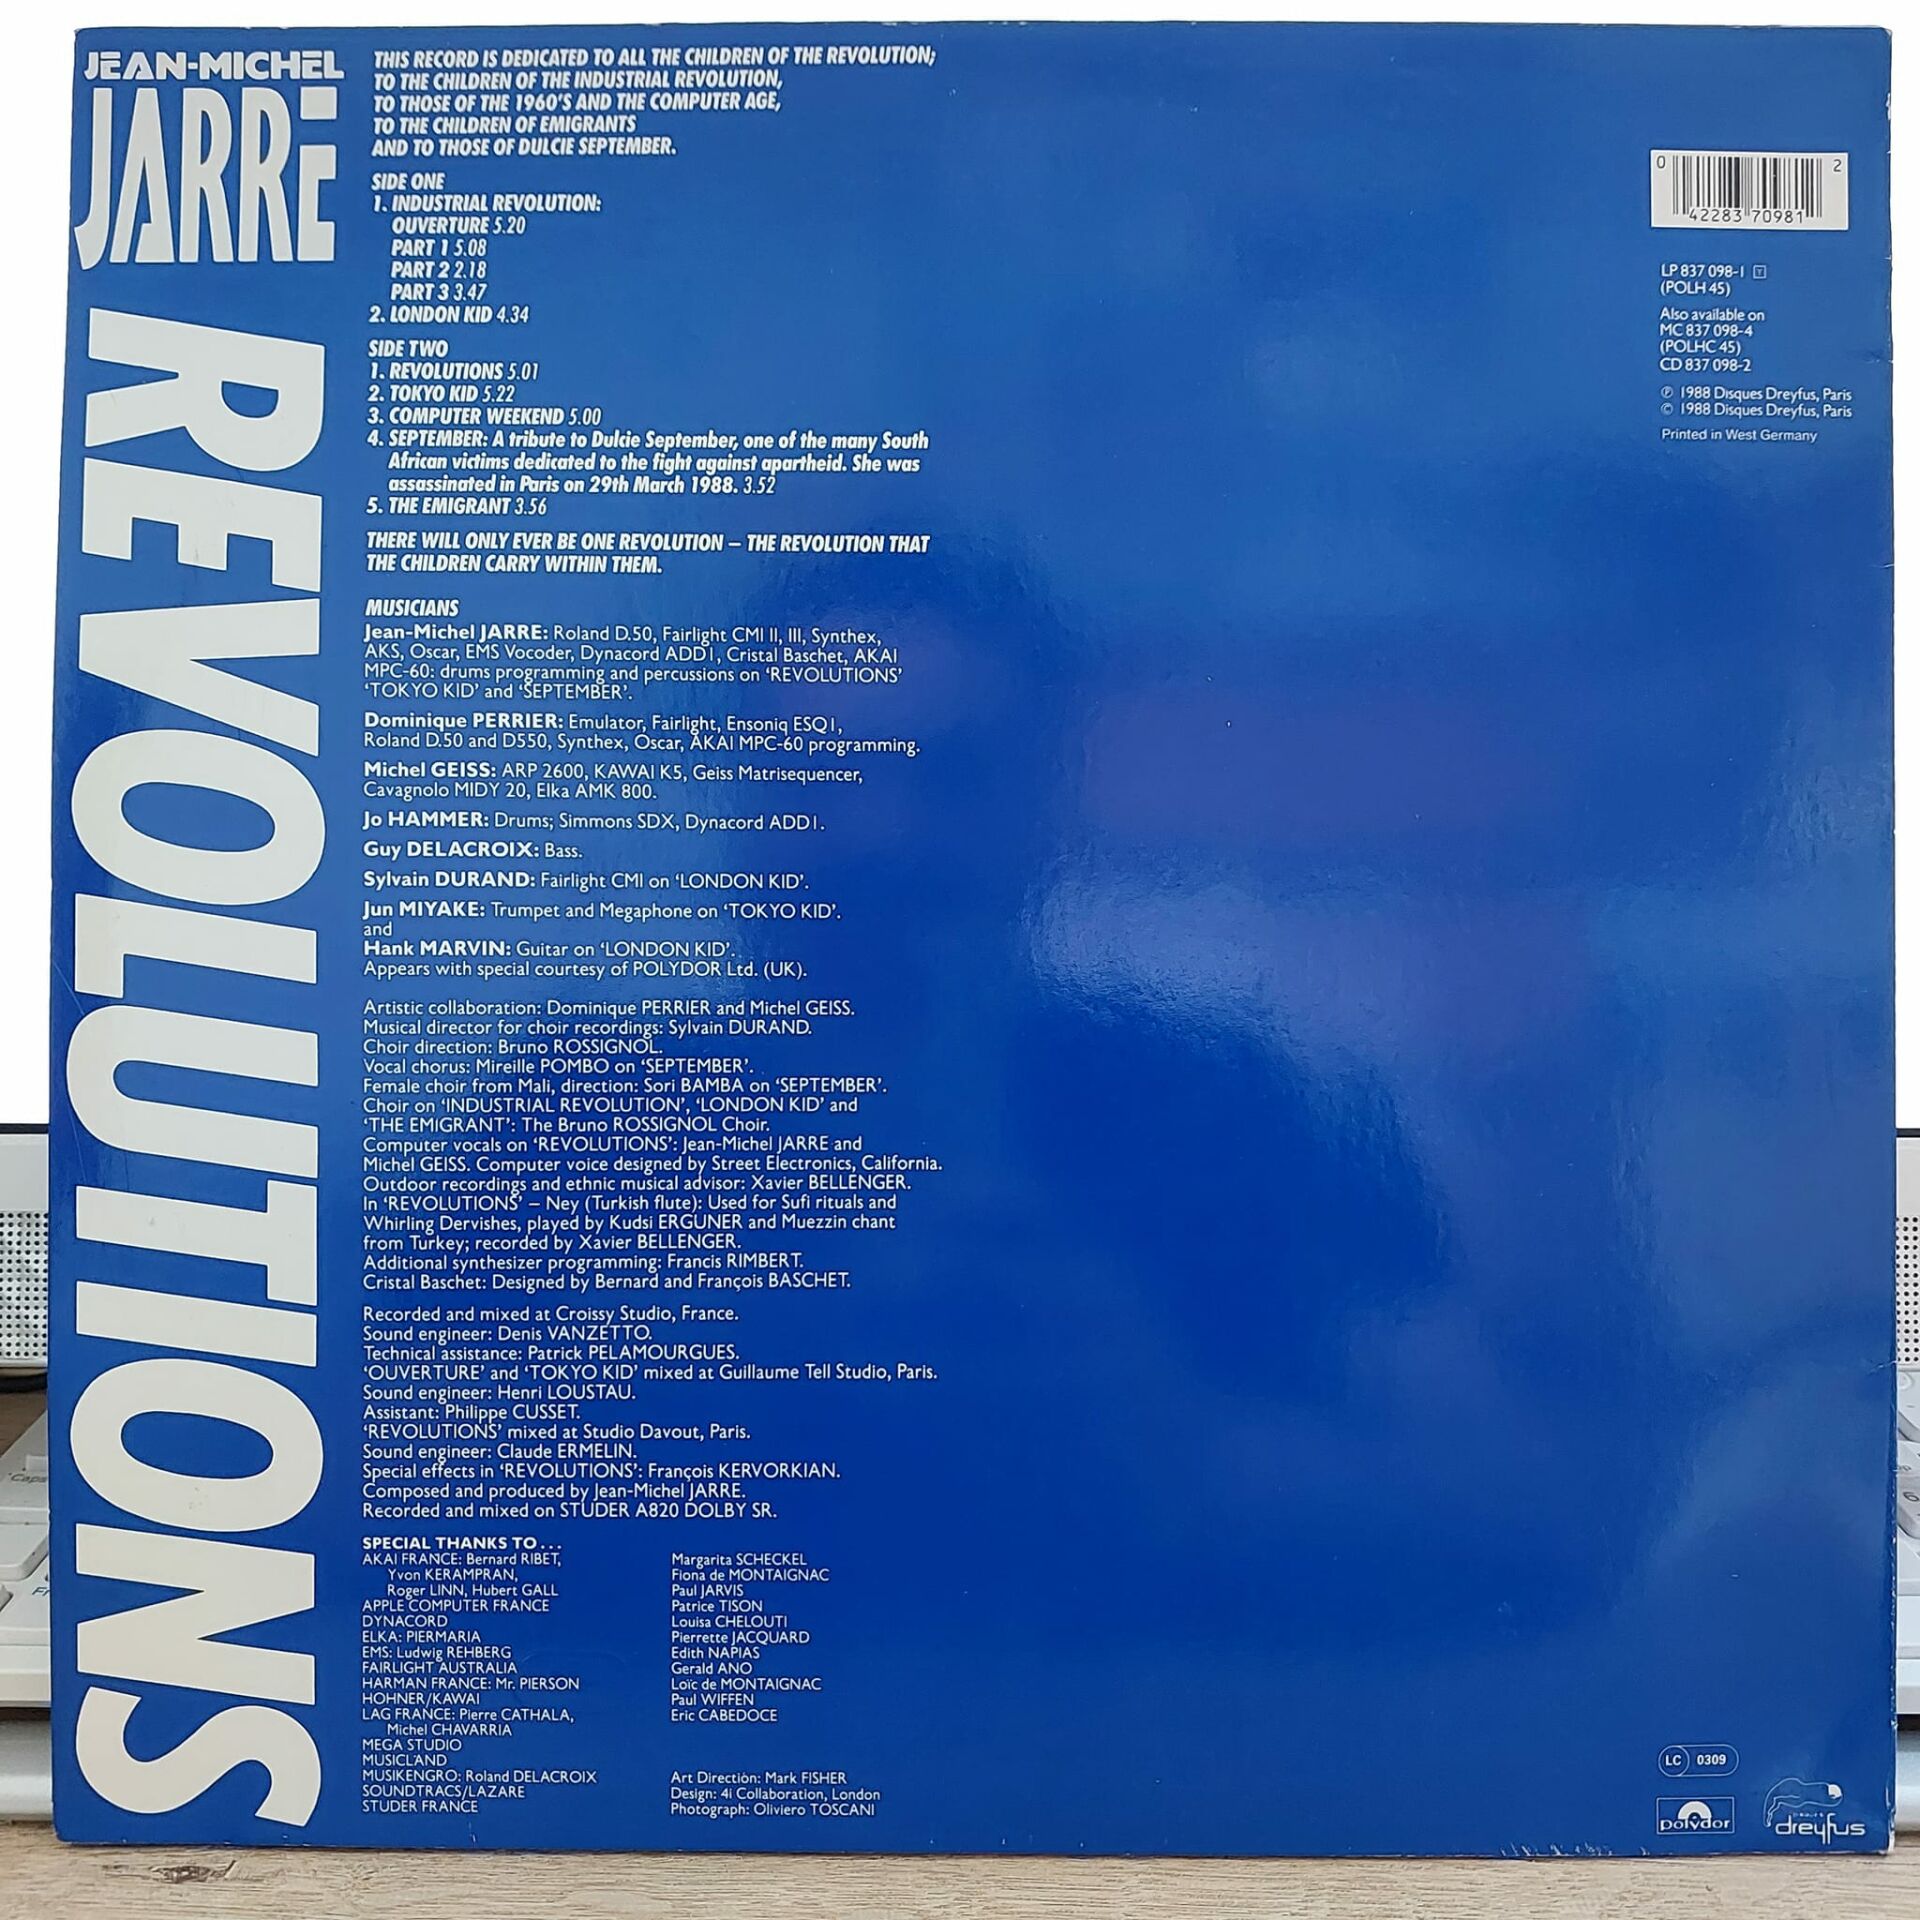 JEAN-MICHEL
JARRE
REVOLUTIONS
THIS RECORD IS DEDICATED TO ALL THE CHILDREN OF THE REVOLUTION;
TO THE CHILDREN OF THE INDUSTRIAL REVOLUTION,
TO THOSE OF THE 1960'S AND THE COMPUTER AGE,
TO THE CHILDREN OF EMIGRANTS
AND TO THOSE OF DULCIE SEPTEMBER.
SIDE ONE
1. INDUSTRIAL REVOLUTION:
OUVERTURE 5.20
PART 1 5.08
PART 2 2.18
PART 3 3.47
2. LONDON KID 4.34
SIDE TWO
1. REVOLUTIONS 5.01
2. TOKYO KID 5.22
3. COMPUTER WEEKEND 5.00
4. SEPTEMBER: A tribute to Dulcie September, one of the many South
African victims dedicated to the fight against apartheid. She was
assassinated in Paris on 29th March 1988. 3.52
5. THE EMIGRANT 3.56
THERE WILL ONLY EVER BE ONE REVOLUTION – THE REVOLUTION THAT
THE CHILDREN CARRY WITHIN THEM.
MUSICIANS
Jean-Michel JARRE: Roland D.50, Fairlight CMI II, III, Synthex,
AKS, Oscar, EMS Vocoder, Dynacord ADD1, Cristal Baschet, AKAI
MPC-60: drums programming and percussions on 'REVOLUTIONS'
'TOKYO KID' and 'SEPTEMBER'.
Dominique PERRIER: Emulator, Fairlight, Ensoniq ESQ1,
Roland D.50 and D550, Synthex, Oscar, AKAI MPC-60 programming.
Michel GEISS: ARP 2600, KAWAI K5, Geiss Matrisequencer,
Cavagnolo MIDY 20, Elka AMK 800.
Jo HAMMER: Drums; Simmons SDX, Dynacord ADD1.
Guy DELACROIX: Bass.
Sylvain DURAND: Fairlight CMI on 'LONDON KID'.
Jun MIYAKE: Trumpet and Megaphone on 'TOKYO KID'.
and
Hank MARVIN: Guitar on 'LONDON KID'.
Appears with special courtesy of POLYDOR Ltd. (UK).
Artistic collaboration: Dominique PERRIER and Michel GEISS.
Musical director for choir recordings: Sylvain DURAND.
Choir direction: Bruno ROSSIGNOL.
Vocal chorus: Mireille POMBO on 'SEPTEMBER'.
Female choir from Mali, direction: Sori BAMBA on 'SEPTEMBER'.
Choir on 'INDUSTRIAL REVOLUTION', 'LONDON KID' and
'THE EMIGRANT': The Bruno ROSSIGNOL Choir.
Computer vocals on 'REVOLUTIONS': Jean-Michel JARRE and
Michel GEISS. Computer voice designed by Street Electronics, California.
Outdoor recordings and ethnic musical advisor: Xavier BELLENGER.
In 'REVOLUTIONS' – Ney (Turkish flute): Used for Sufi rituals and
Whirling Dervishes, played by Kudsi ERGUNER and Muezzin chant
from Turkey; recorded by Xavier BELLENGER.
Additional synthesizer programming: Francis RIMBERT.
Cristal Baschet: Designed by Bernard and François BASCHET.
Recorded and mixed at Croissy Studio, France.
Sound engineer: Denis VANZETTO.
Technical assistance: Patrick PELAMOURGUES.
'OUVERTURE' and 'TOKYO KID' mixed at Guillaume Tell Studio, Paris.
Sound engineer: Henri LOUSTAU.
Assistant: Philippe CUSSET.
'REVOLUTIONS' mixed at Studio Davout, Paris.
Sound engineer: Claude ERMELIN.
Special effects in 'REVOLUTIONS': François KERVORKIAN.
Composed and produced by Jean-Michel JARRE.
Recorded and mixed on STUDER A820 DOLBY SR.
SPECIAL THANKS TO . . .
AKAI FRANCE: Bernard RIBET,
Yvon KERAMPRAN,
Roger LINN, Hubert GALL
APPLE COMPUTER FRANCE
DYNACORD
ELKA: PIERMARIA
EMS: Ludwig REHBERG
FAIRLIGHT AUSTRALIA
HARMAN FRANCE: Mr. PIERSON
HOHNER/KAWAI
LAG FRANCE: Pierre CATHALA,
Michel CHAVARRIA
MEGA STUDIO
MUSICLAND
MUSIKENGRO: Roland DELACROIX
SOUNDTRACS/LAZARE
STUDER FRANCE
Margarita SCHECKEL
Fiona de MONTAIGNAC
Paul JARVIS
Patrice TISON
Louisa CHELOUTI
Pierrette JACQUARD
Edith NAPIAS
Gerald ANO
Loïc de MONTAIGNAC
Paul WIFFEN
Eric CABEDOCE
Art Direction: Mark FISHER
Design: 4i Collaboration, London
Photograph: Oliviero TOSCANI
0 42283 70981 2
LP 837 098-1 Y
(POLH 45)
Also available on
MC 837 098-4
(POLHC 45)
CD 837 098-2
℗ 1988 Disques Dreyfus, Paris
© 1988 Disques Dreyfus, Paris
Printed in West Germany
LC 0309
polydor
dreyfus